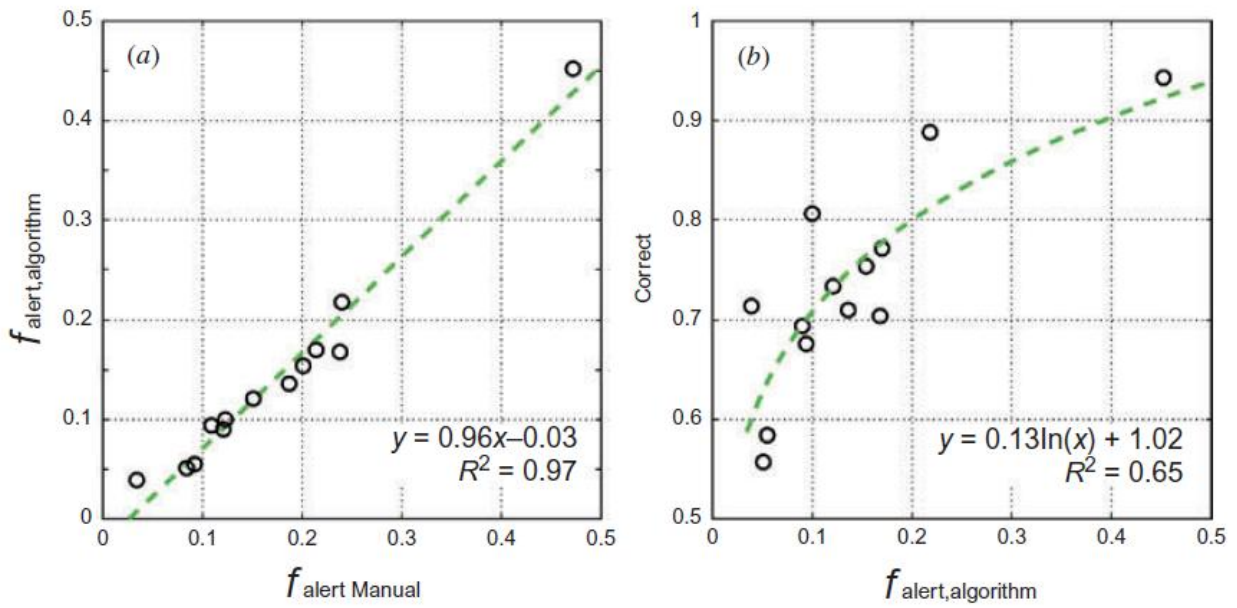 (a)
0.5
0.4
0.3
0.2
0.1
0
0 0.1 0.2 0.3 0.4 0.5
f alert,algorithm
f alert Manual
y = 0.96x–0.03
R² = 0.97
(b)
1
0.9
0.8
0.7
0.6
0.5
0 0.1 0.2 0.3 0.4 0.5
Correct
f alert,algorithm
y = 0.13ln(x) + 1.02
R² = 0.65